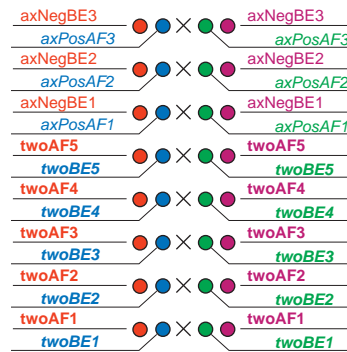 axNegBE3 axNegBE3
axPosAF3 axPosAF3
axNegBE2 axNegBE2
axPosAF2 axPosAF2
axNegBE1 axNegBE1
axPosAF1 axPosAF1
twoAF5 twoAF5
twoBE5 twoBE5
twoAF4 twoAF4
twoBE4 twoBE4
twoAF3 twoAF3
twoBE3 twoBE3
twoAF2 twoAF2
twoBE2 twoBE2
twoAF1 twoAF1
twoBE1 twoBE1